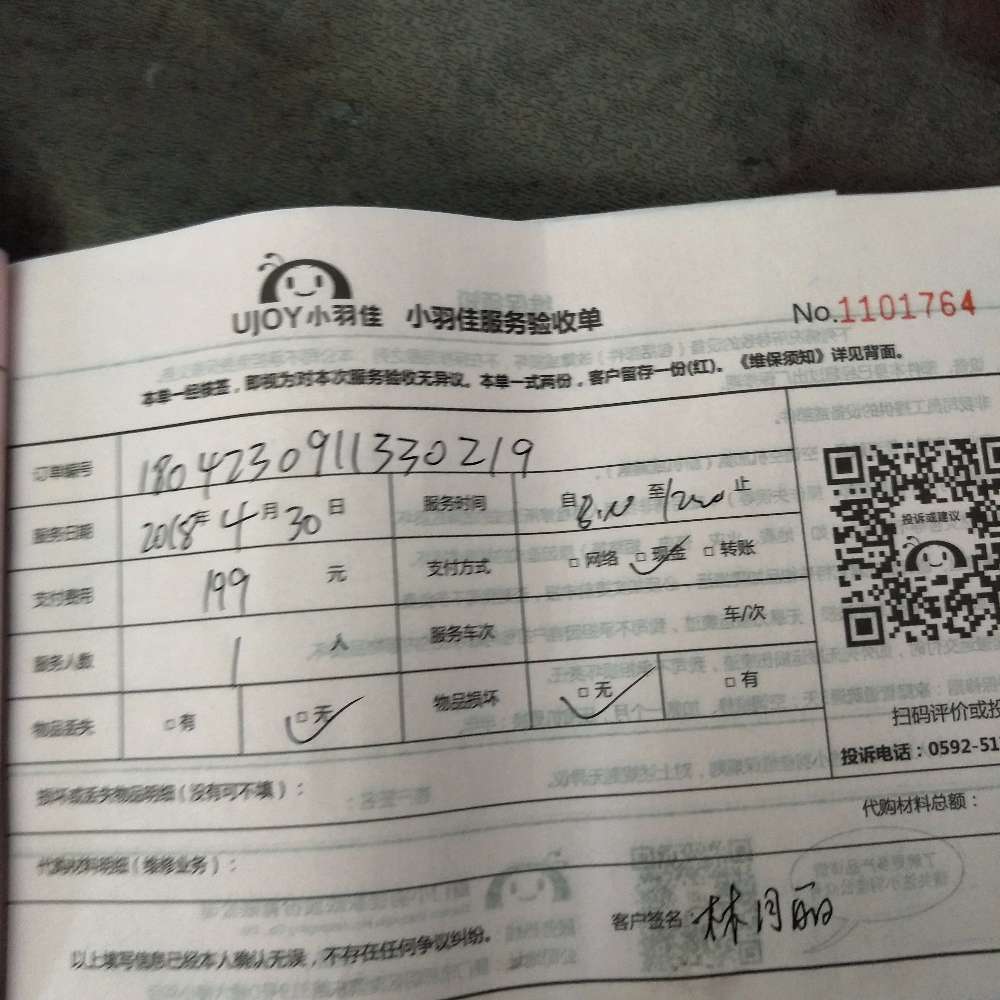 UJOY小羽佳 小羽佳服务验收单 No.1101764
本单一经核签，即视为对本次服务验收无异议。本单一式两份，客户留存一份(红)。《维保须知》详见背面。
订单编号 1804230911330219
服务日期 2018年4月30日 服务时间 自8:00至12:00止
支付费用 199元 支付方式 □网络 □现金 □转账
服务人数 1人 服务车次 车/次
物品丢失 □有 □无 物品损坏 □无 □有
投诉或建议
扫码评价或投
投诉电话：0592-51
损坏或丢失物品明细（没有可不填）：
代购材料总额：
代购材料明细（维修业务）：
客户签名：林月丽
以上填写信息已经本人确认无误，不存在任何争议纠纷。